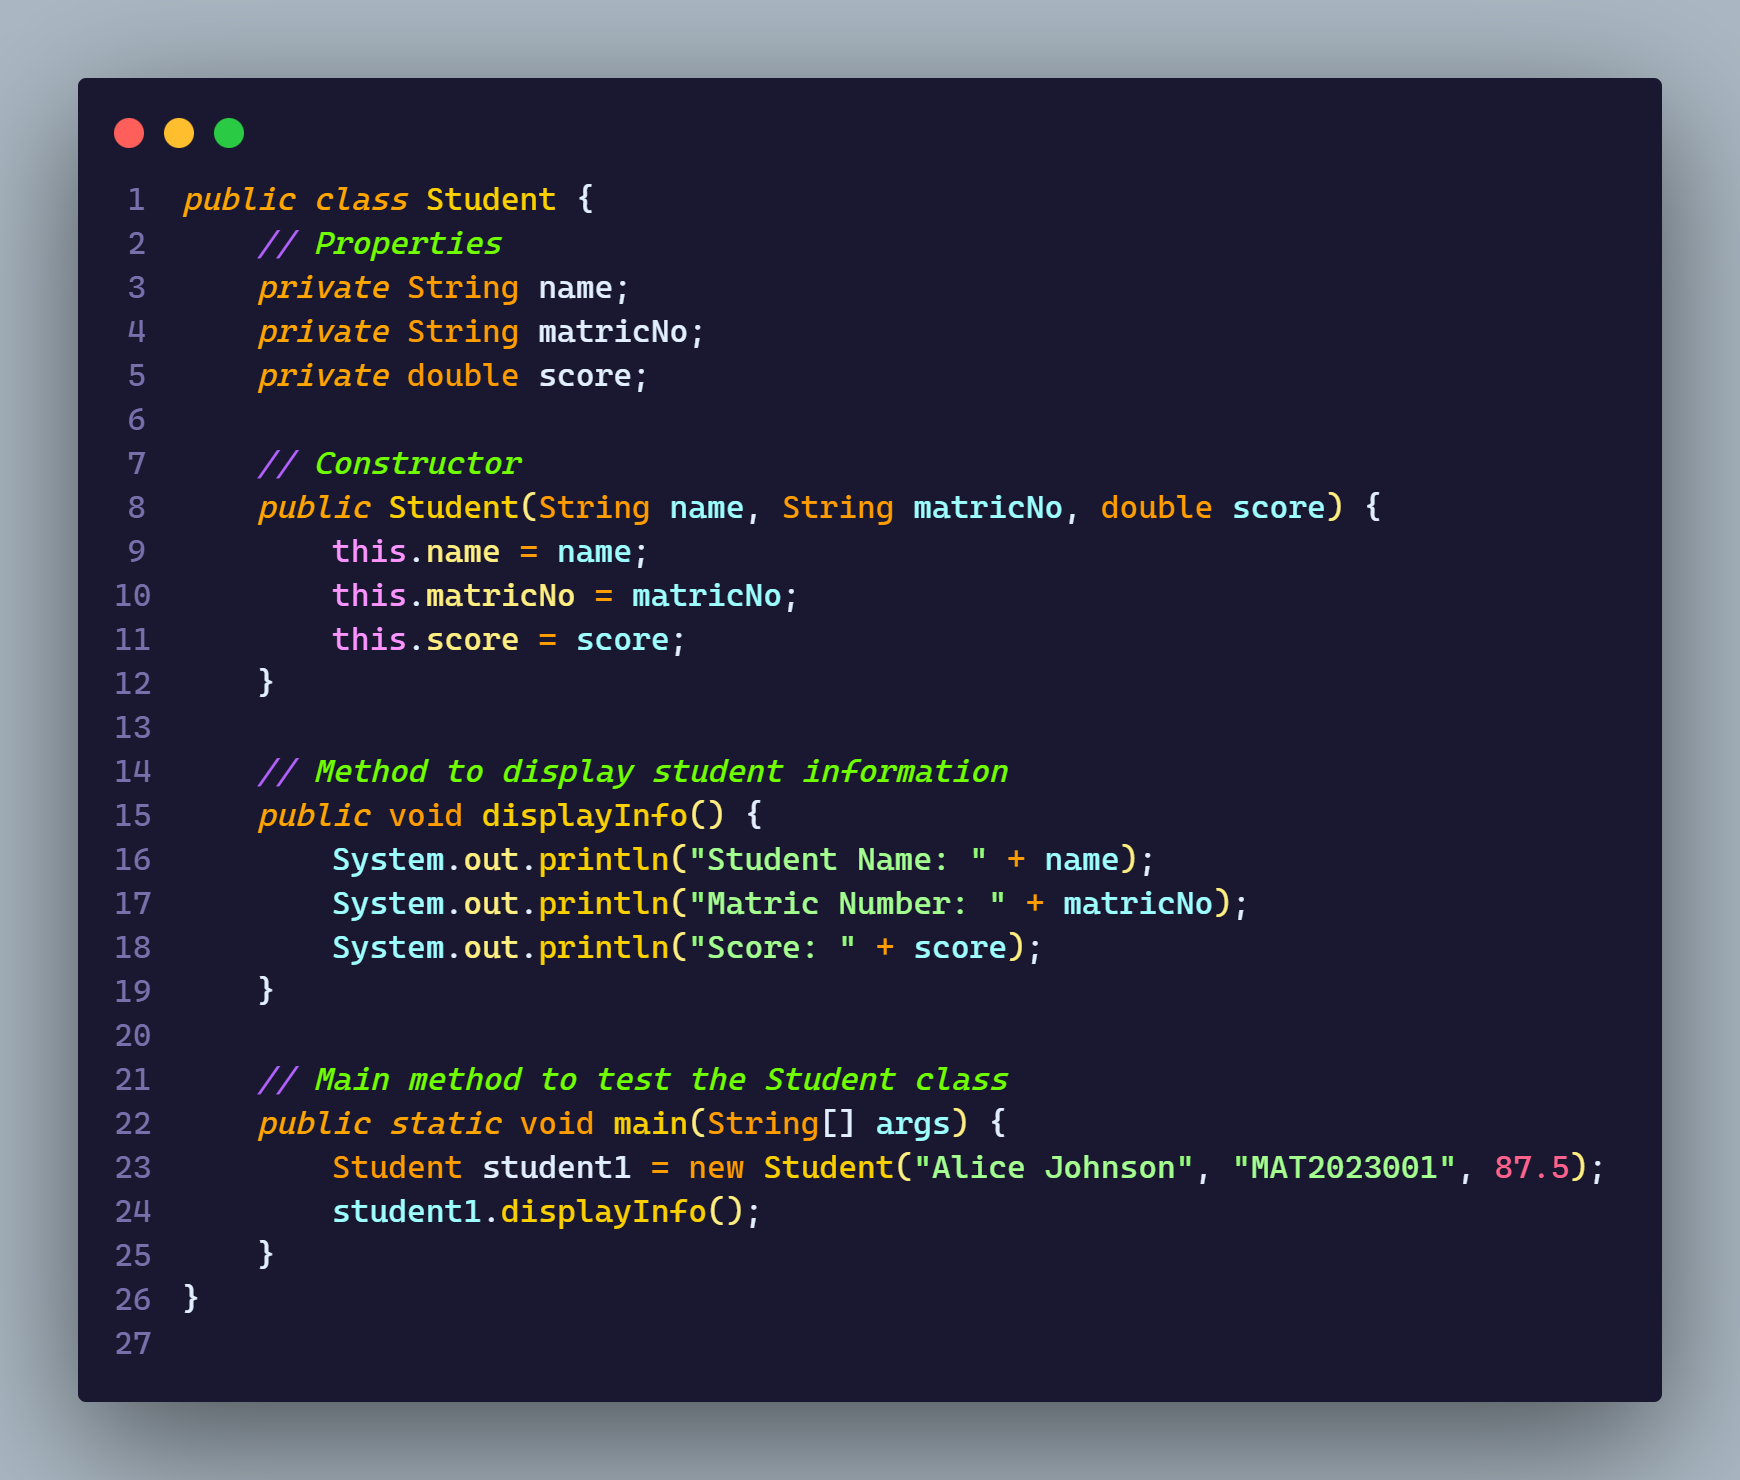 1 public class Student {
2     // Properties
3     private String name;
4     private String matricNo;
5     private double score;
6
7     // Constructor
8     public Student(String name, String matricNo, double score) {
9         this.name = name;
10         this.matricNo = matricNo;
11         this.score = score;
12     }
13
14     // Method to display student information
15     public void displayInfo() {
16         System.out.println("Student Name: " + name);
17         System.out.println("Matric Number: " + matricNo);
18         System.out.println("Score: " + score);
19     }
20
21     // Main method to test the Student class
22     public static void main(String[] args) {
23         Student student1 = new Student("Alice Johnson", "MAT2023001", 87.5);
24         student1.displayInfo();
25     }
26 }
27